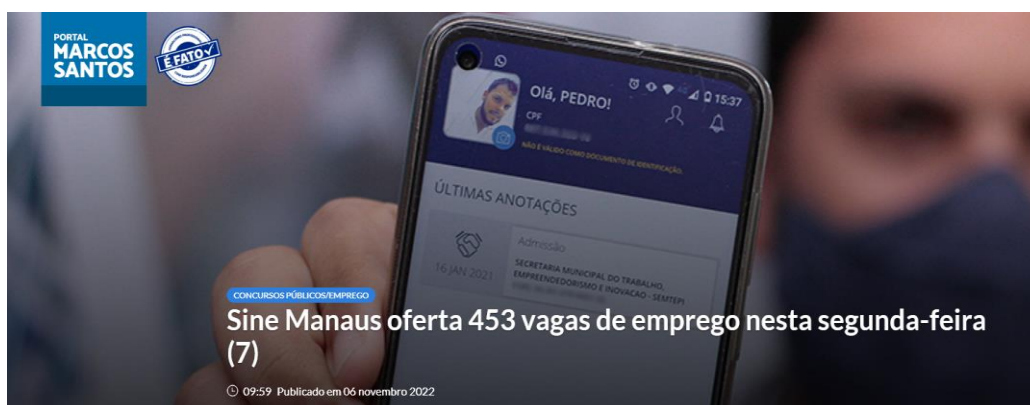 PORTAL
MARCOS
SANTOS
É FATO
15:37
Olá, PEDRO!
CPF
NÃO É VÁLIDO COMO DOCUMENTO DE IDENTIFICAÇÃO.
ÚLTIMAS ANOTAÇÕES
16 JAN 2021
Admissão
SECRETARIA MUNICIPAL DO TRABALHO,
EMPREENDEDORISMO E INOVACAO - SEMTEPI
CONCURSOS PÚBLICOS/EMPREGO
Sine Manaus oferta 453 vagas de emprego nesta segunda-feira
(7)
09:59 Publicado em 06 novembro 2022